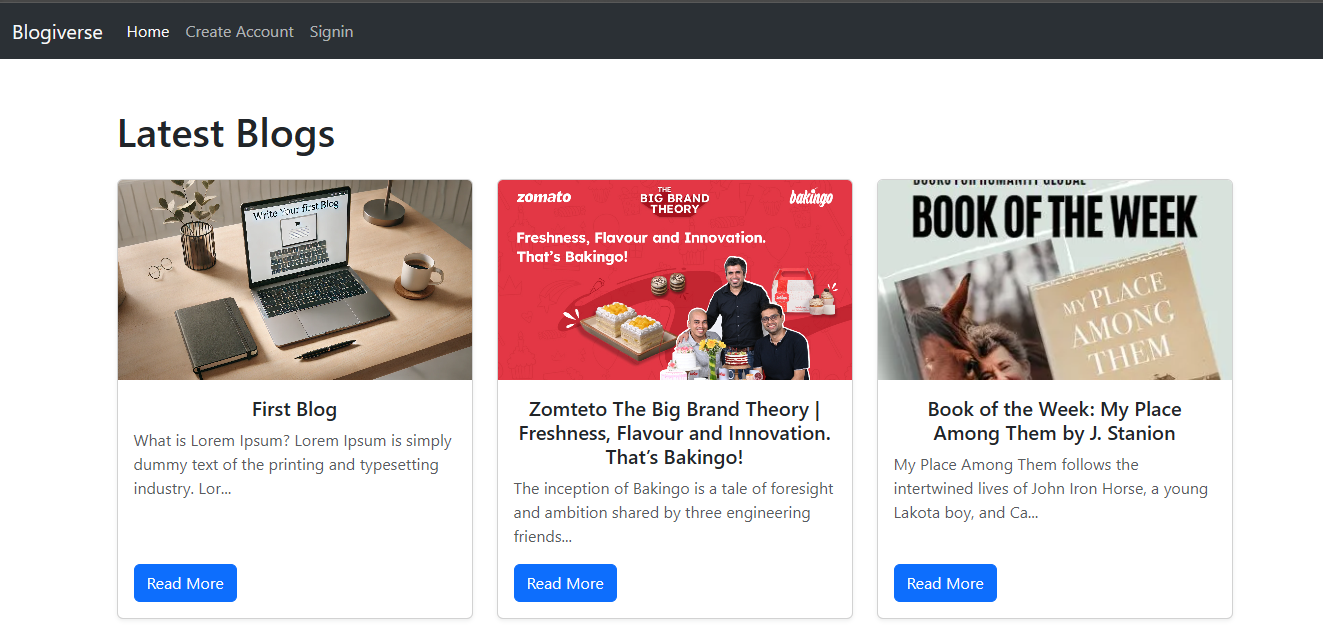 Blogiverse Home Create Account Signin
Latest Blogs
Write Your first Blog
zomato
THE
BIG BRAND
THEORY
bakingo
Freshness, Flavour and Innovation.
That's Bakingo!
BOOKS FOR HUMANITY GLOBAL
BOOK OF THE WEEK
MY PLACE
AMONG
THEM
First Blog
What is Lorem Ipsum? Lorem Ipsum is simply
dummy text of the printing and typesetting
industry. Lor...
Read More
Zomteto The Big Brand Theory |
Freshness, Flavour and Innovation.
That’s Bakingo!
The inception of Bakingo is a tale of foresight
and ambition shared by three engineering
friends...
Read More
Book of the Week: My Place
Among Them by J. Stanion
My Place Among Them follows the
intertwined lives of John Iron Horse, a young
Lakota boy, and Ca...
Read More